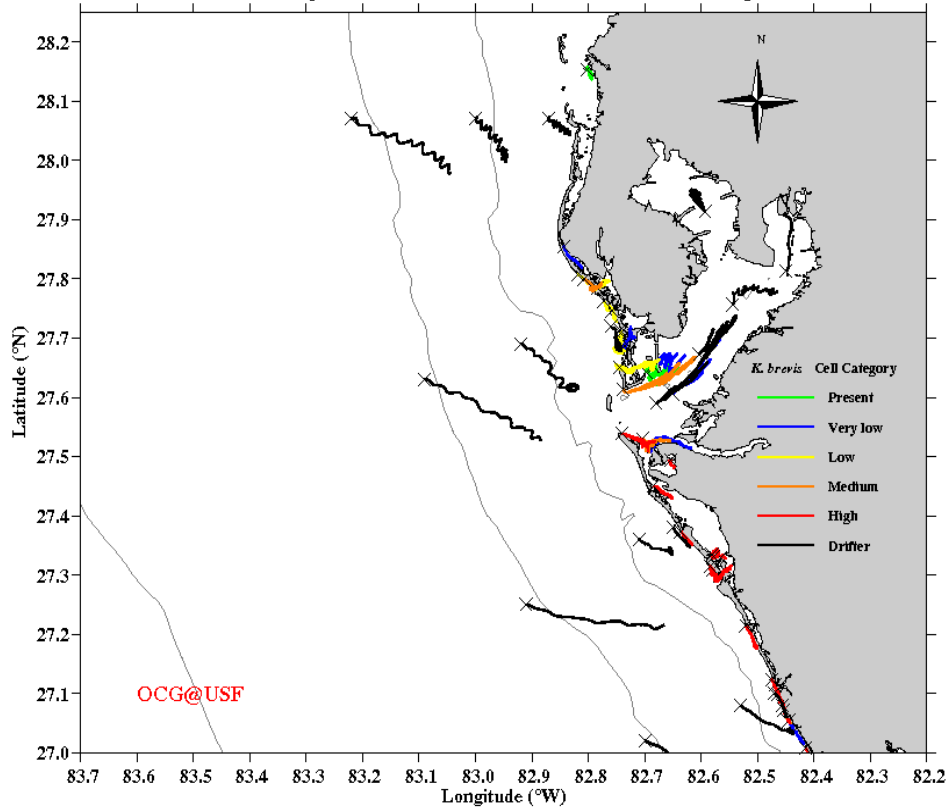 28.2
28.1
28.0
27.9
27.8
27.7
27.6
27.5
27.4
27.3
27.2
27.1
27.0
Latitude (°N)
N
K. brevis Cell Category
Present
Very low
Low
Medium
High
Drifter
OCG@USF
83.7 83.6 83.5 83.4 83.3 83.2 83.1 83.0 82.9 82.8 82.7 82.6 82.5 82.4 82.3 82.2
Longitude (°W)